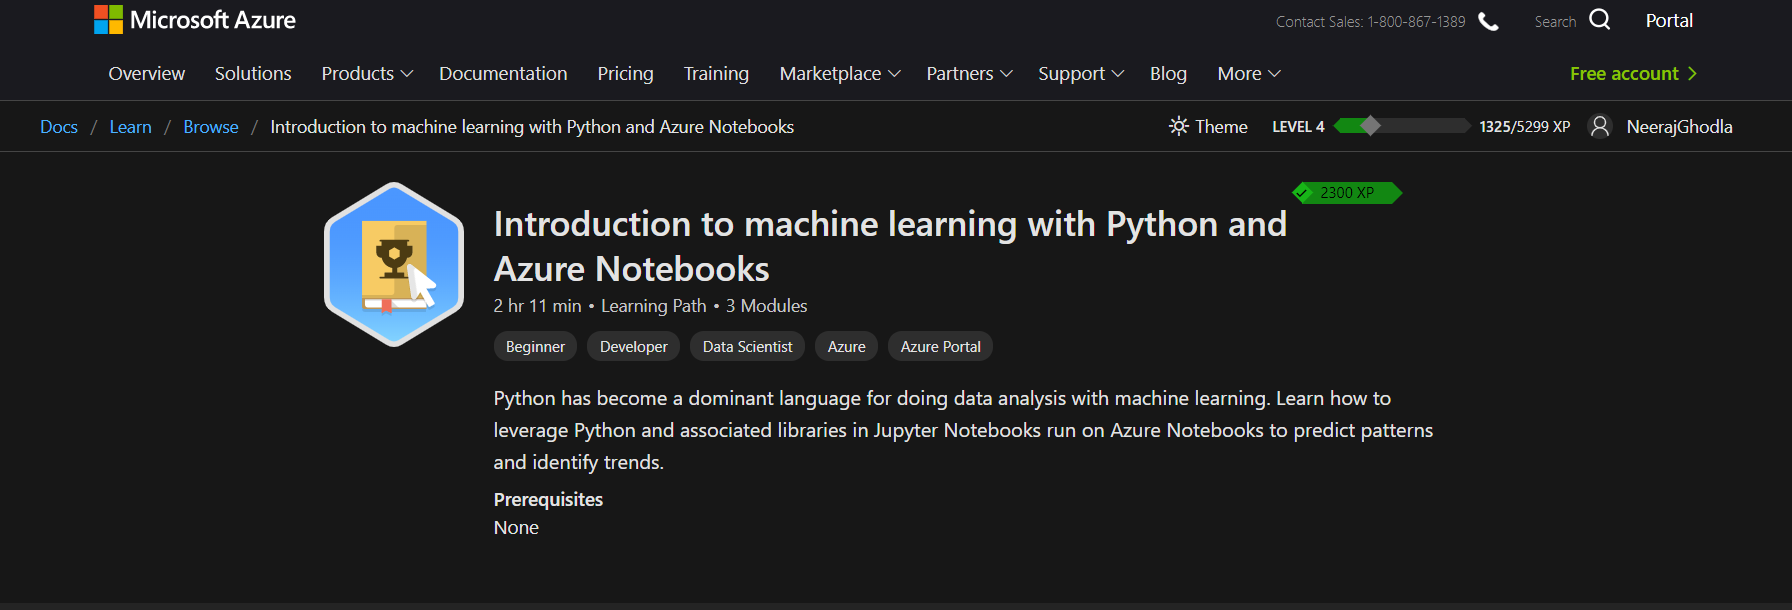 Microsoft Azure
Contact Sales: 1-800-867-1389
Search
Portal
Overview Solutions Products Documentation Pricing Training Marketplace Partners Support Blog More
Free account
Docs / Learn / Browse / Introduction to machine learning with Python and Azure Notebooks
Theme
LEVEL 4
1325/5299 XP
NeerajGhodla
2300 XP
Introduction to machine learning with Python and
Azure Notebooks
2 hr 11 min • Learning Path • 3 Modules
Beginner Developer Data Scientist Azure Azure Portal
Python has become a dominant language for doing data analysis with machine learning. Learn how to
leverage Python and associated libraries in Jupyter Notebooks run on Azure Notebooks to predict patterns
and identify trends.
Prerequisites
None